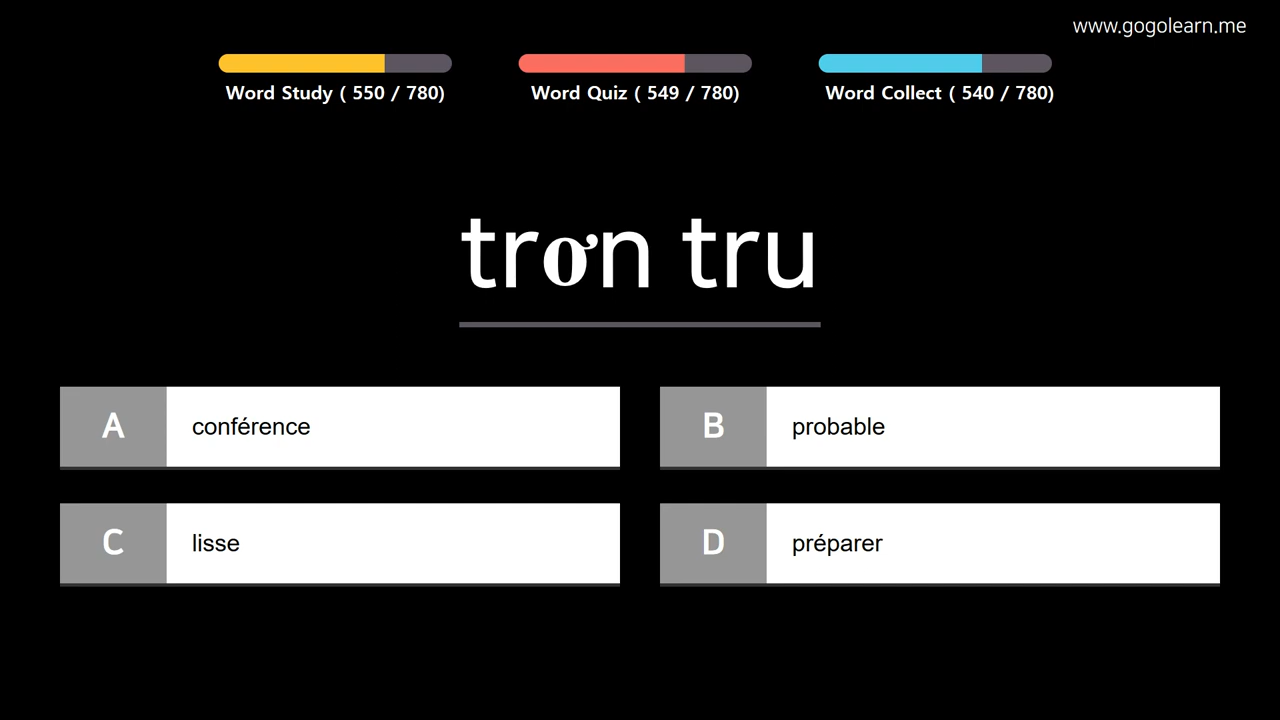 www.gogolearn.me
Word Study ( 550 / 780)
Word Quiz ( 549 / 780)
Word Collect ( 540 / 780)
trơn tru
A
conférence
B
probable
C
lisse
D
préparer